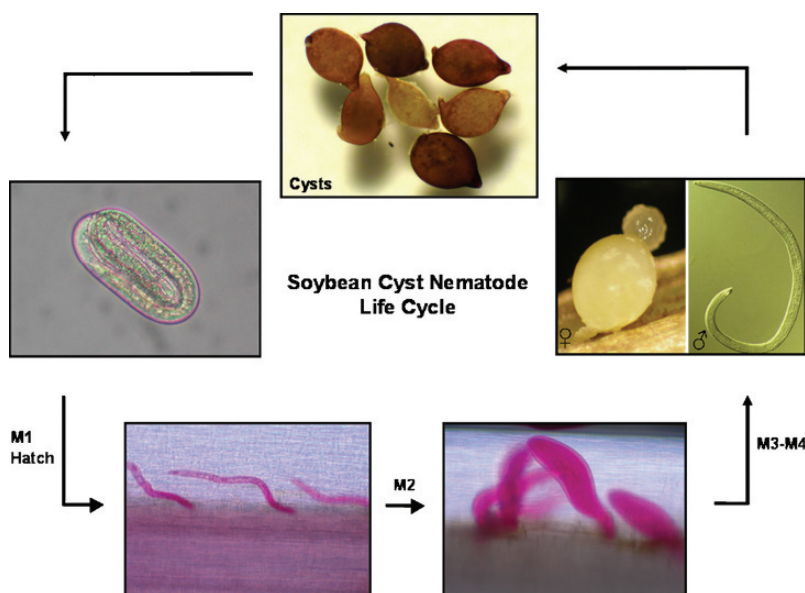 Cysts
Soybean Cyst Nematode
Life Cycle
♀
♂
M1
Hatch
M2
M3-M4